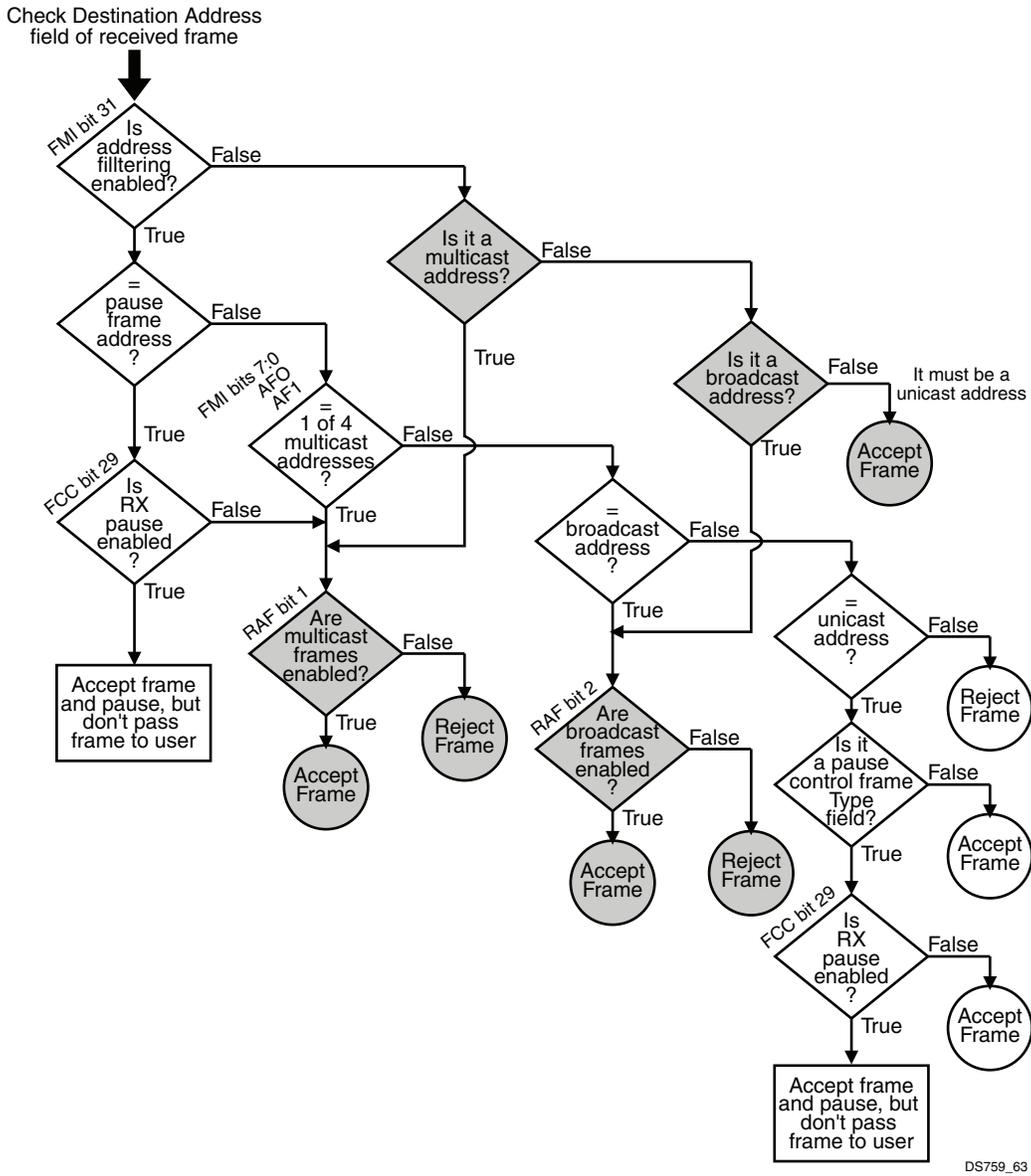 Check Destination Address
field of received frame
FMI bit 31
Is
address
filltering
enabled?
False
True
Is it a
multicast
address?
False
True
=
pause
frame
address
?
False
True
Is it a
broadcast
address?
False
It must be a
unicast address
True
Accept
Frame
FMI bits 7:0
AFO
AF1
=
1 of 4
multicast
addresses
?
False
True
FCC bit 29
Is
RX
pause
enabled
?
False
True
=
broadcast
address
?
False
True
RAF bit 1
Are
multicast
frames
enabled?
False
True
=
unicast
address
?
False
True
Accept frame
and pause, but
don't pass
frame to user
Reject
Frame
Accept
Frame
RAF bit 2
Are
broadcast
frames
enabled
?
False
True
Reject
Frame
Is it
a pause
control frame
Type
field?
False
True
Accept
Frame
Reject
Frame
Accept
Frame
FCC bit 29
Is
RX
pause
enabled
?
False
True
Accept
Frame
Accept frame
and pause, but
don't pass
frame to user
DS759_63